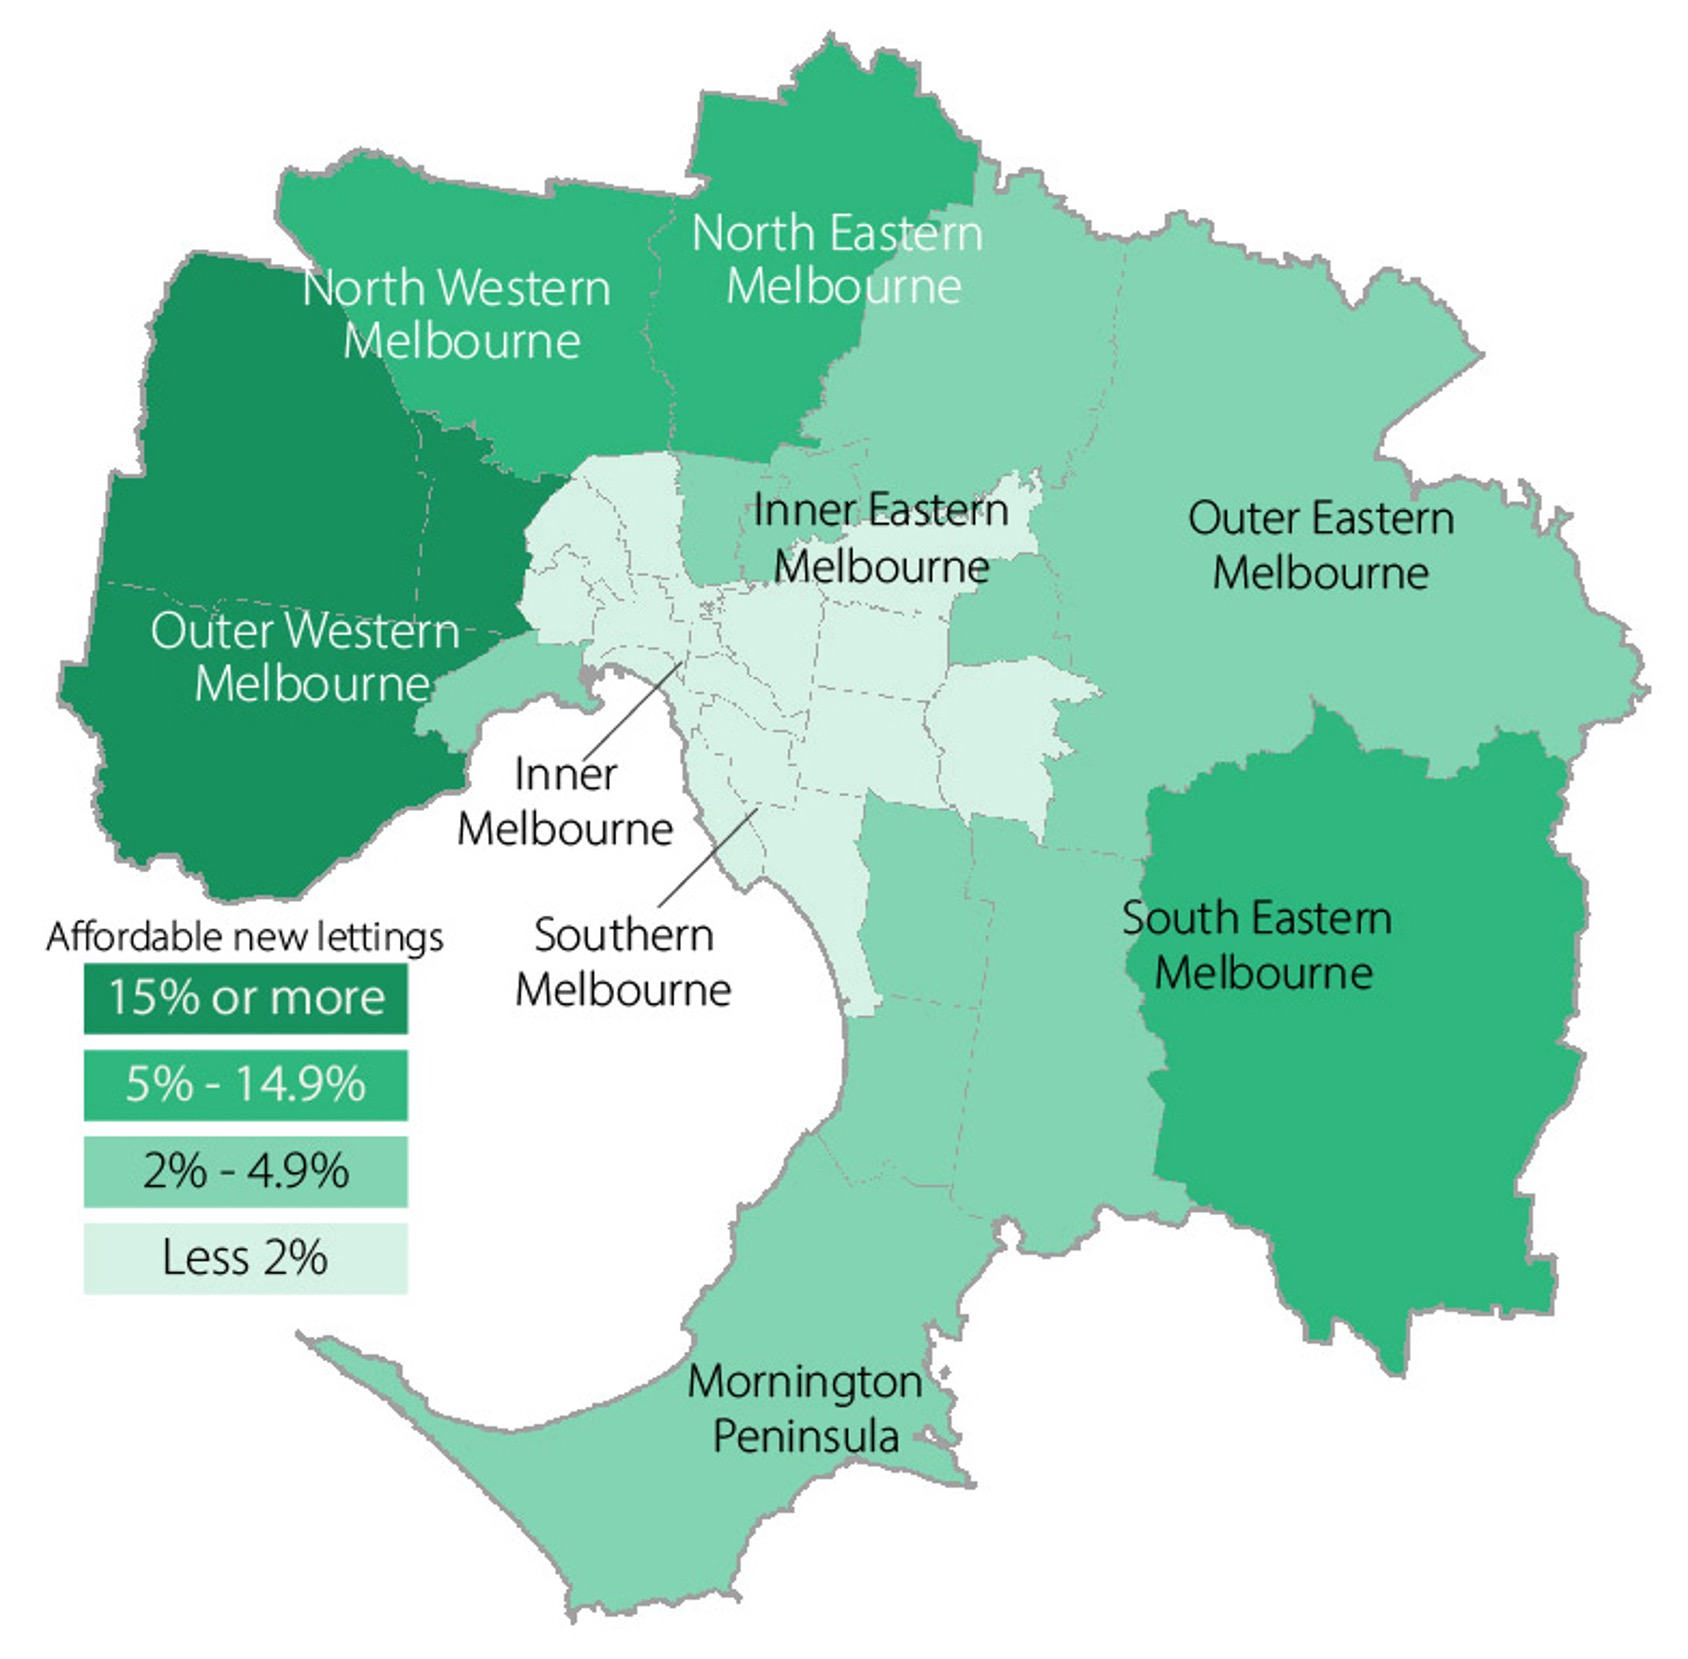 North Eastern
Melbourne
North Western
Melbourne
Inner Eastern
Melbourne
Outer Eastern
Melbourne
Outer Western
Melbourne
Inner
Melbourne
Southern
Melbourne
South Eastern
Melbourne
Affordable new lettings
15% or more
5% - 14.9%
2% - 4.9%
Less 2%
Mornington
Peninsula